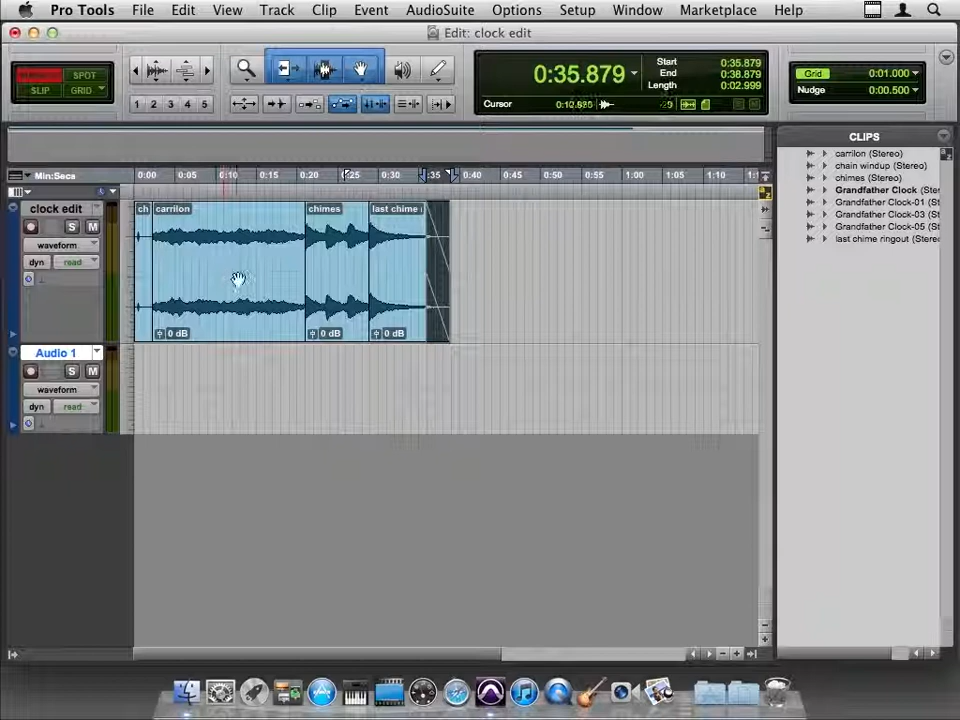 Pro Tools File Edit View Track Clip Event AudioSuite Options Setup Window Marketplace Help
Edit: clock edit
SPOT
SLIP GRID
1 2 3 4 5
0:35.879
Start 0:35.879
End 0:38.879
Length 0:02.999
Cursor
Grid 0:01.000
Nudge 0:00.500
CLIPS
carrilon (Stereo)
chain windup (Stereo)
chimes (Stereo)
Grandfather Clock (Ste
Grandfather Clock-01 (St
Grandfather Clock-03 (St
Grandfather Clock-05 (St
last chime ringout (Stereo
Min:Secs
0:00 0:05 0:10 0:15 0:20 0:25 0:30 :35 0:40 0:45 0:50 0:55 1:00 1:05 1:10 1:1
clock edit
waveform
dyn read
S M
ch carrilon chimes last chime
0 dB 0 dB 0 dB
Audio 1
S M
waveform
dyn read